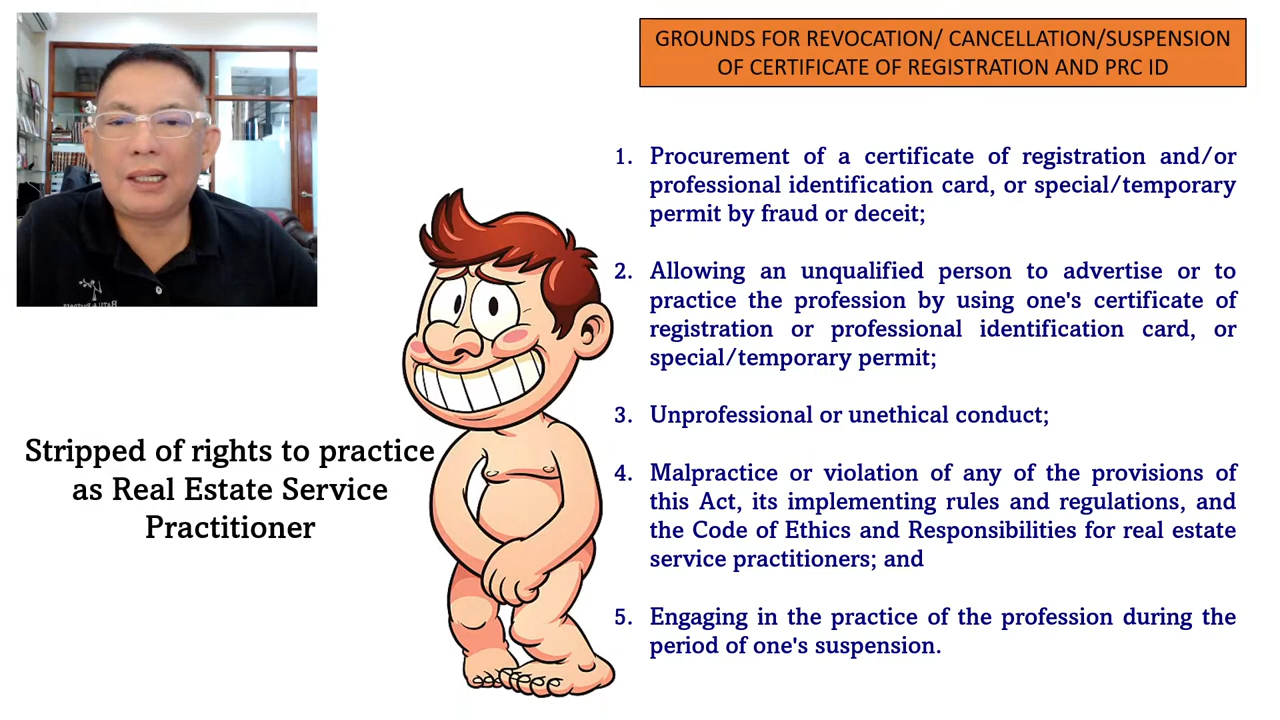 GROUNDS FOR REVOCATION/ CANCELLATION/SUSPENSION
OF CERTIFICATE OF REGISTRATION AND PRC ID
1. Procurement of a certificate of registration and/or
professional identification card, or special/temporary
permit by fraud or deceit;
2. Allowing an unqualified person to advertise or to
practice the profession by using one's certificate of
registration or professional identification card, or
special/temporary permit;
3. Unprofessional or unethical conduct;
4. Malpractice or violation of any of the provisions of
this Act, its implementing rules and regulations, and
the Code of Ethics and Responsibilities for real estate
service practitioners; and
5. Engaging in the practice of the profession during the
period of one's suspension.
Stripped of rights to practice
as Real Estate Service
Practitioner